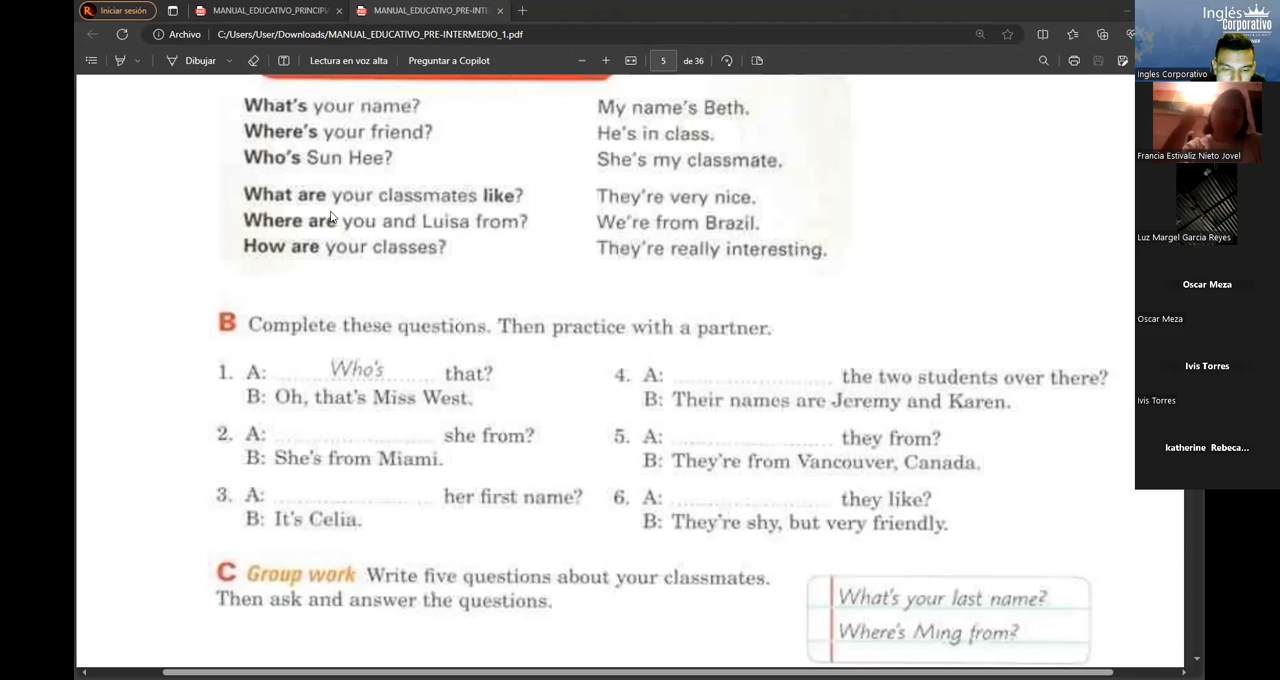 Iniciar sesión
MANUAL_EDUCATIVO_PRINCIPI
MANUAL_EDUCATIVO_PRE-INTE
Archivo
C:/Users/User/Downloads/MANUAL_EDUCATIVO_PRE-INTERMEDIO_1.pdf
Dibujar
Lectura en voz alta
Preguntar a Copilot
5
de 36
What's your name? My name's Beth.
Where's your friend? He's in class.
Who's Sun Hee? She's my classmate.
What are your classmates like? They're very nice.
Where are you and Luisa from? We're from Brazil.
How are your classes? They're really interesting.
B Complete these questions. Then practice with a partner.
1. A: Who's that?
B: Oh, that's Miss West.
2. A: she from?
B: She's from Miami.
3. A: her first name?
B: It's Celia.
4. A: the two students over there?
B: Their names are Jeremy and Karen.
5. A: they from?
B: They're from Vancouver, Canada.
6. A: they like?
B: They're shy, but very friendly.
C Group work Write five questions about your classmates.
Then ask and answer the questions.
What's your last name?
Where's Ming from?
Inglés
Corporativo
Ingles Corporativo
Francia Estivaliz Nieto Jovel
Luz Margel Garcia Reyes
Oscar Meza
Oscar Meza
Ivis Torres
Ivis Torres
katherine Rebeca...